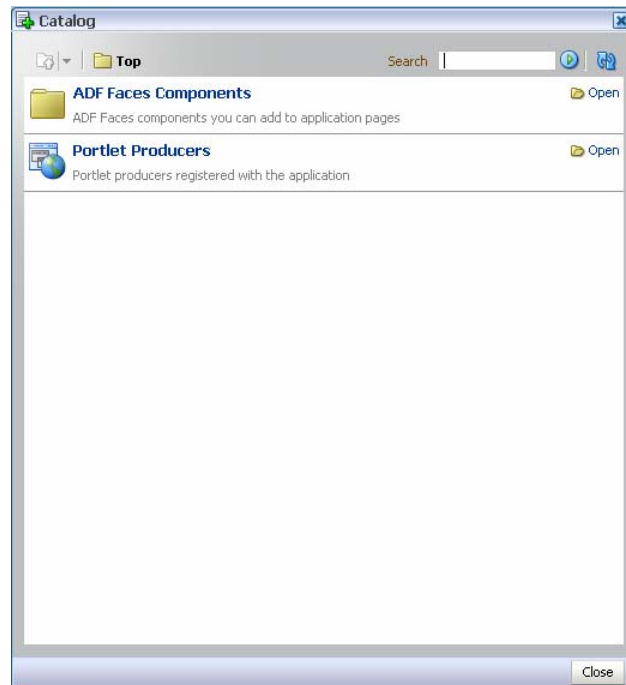 Catalog
Top
Search
ADF Faces Components
Open
ADF Faces components you can add to application pages
Portlet Producers
Open
Portlet producers registered with the application
Close